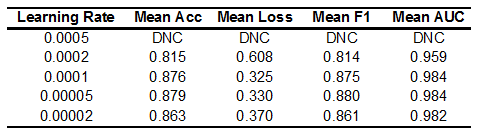 Learning Rate Mean Acc Mean Loss Mean F1 Mean AUC
0.0005 DNC DNC DNC DNC
0.0002 0.815 0.608 0.814 0.959
0.0001 0.876 0.325 0.875 0.984
0.00005 0.879 0.330 0.880 0.984
0.00002 0.863 0.370 0.861 0.982